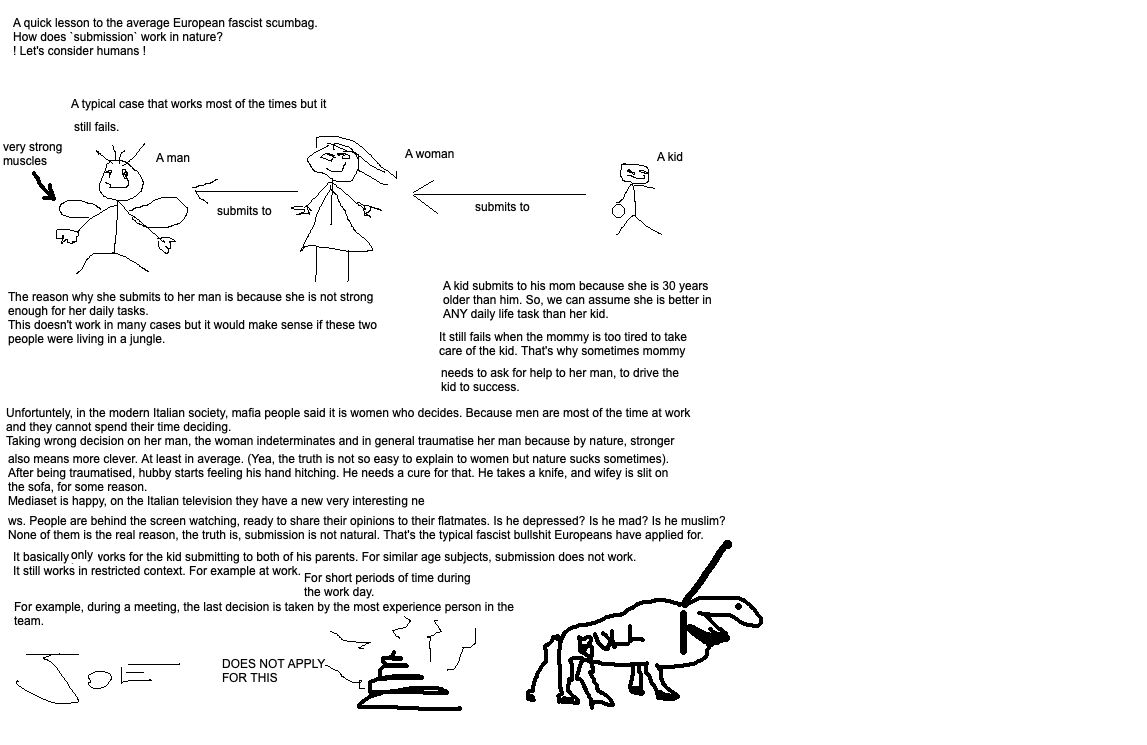 A quick lesson to the average European fascist scumbag.
How does `submission` work in nature?
! Let's consider humans !
A typical case that works most of the times but it
still fails.
very strong
muscles
A man
submits to
A woman
submits to
A kid
The reason why she submits to her man is because she is not strong
enough for her daily tasks.
This doesn't work in many cases but it would make sense if these two
people were living in a jungle.
A kid submits to his mom because she is 30 years
older than him. So, we can assume she is better in
ANY daily life task than her kid.
It still fails when the mommy is too tired to take
care of the kid. That's why sometimes mommy
needs to ask for help to her man, to drive the
kid to success.
Unfortuntely, in the modern Italian society, mafia people said it is women who decides. Because men are most of the time at work
and they cannot spend their time deciding.
Taking wrong decision on her man, the woman indeterminates and in general traumatise her man because by nature, stronger
also means more clever. At least in average. (Yea, the truth is not so easy to explain to women but nature sucks sometimes).
After being traumatised, hubby starts feeling his hand hitching. He needs a cure for that. He takes a knife, and wifey is slit on
the sofa, for some reason.
Mediaset is happy, on the Italian television they have a new very interesting ne
ws. People are behind the screen watching, ready to share their opinions to their flatmates. Is he depressed? Is he mad? Is he muslim?
None of them is the real reason, the truth is, submission is not natural. That's the typical fascist bullshit Europeans have applied for.
It basically only vorks for the kid submitting to both of his parents. For similar age subjects, submission does not work.
It still works in restricted context. For example at work.
For short periods of time during
the work day.
For example, during a meeting, the last decision is taken by the most experience person in the
team.
JOE
DOES NOT APPLY
FOR THIS
BULL